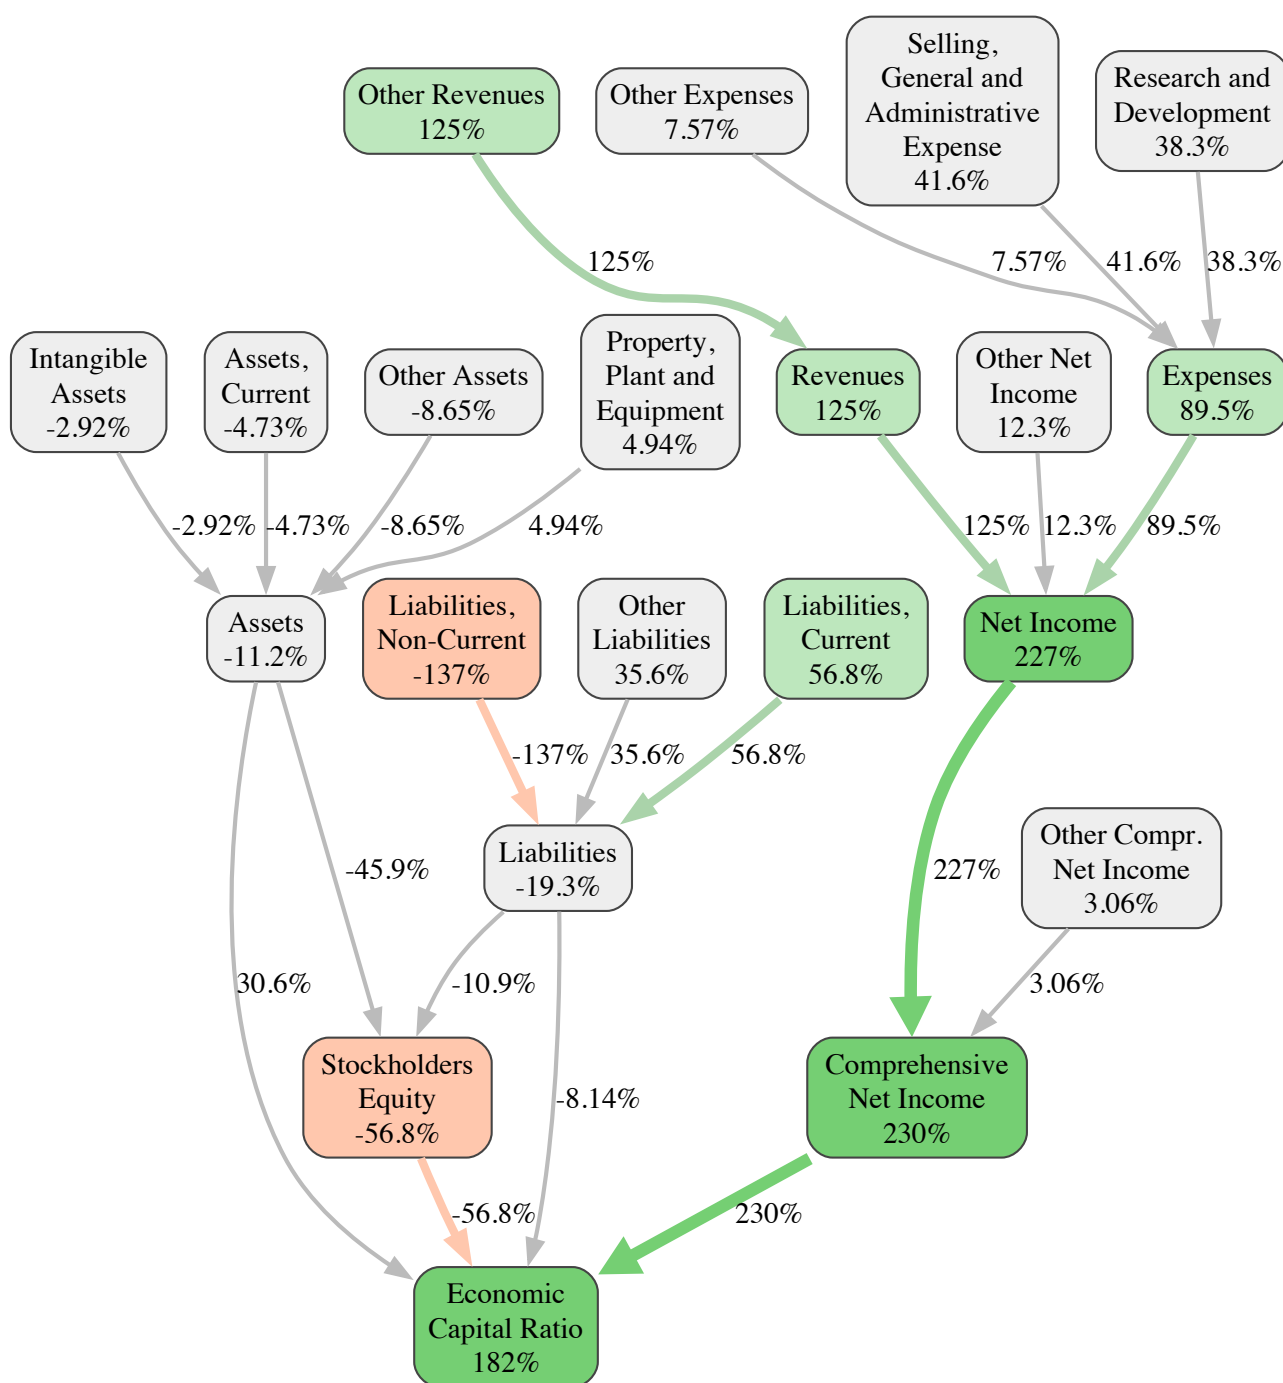 Selling,
General and
Administrative
Expense
41.6%
Other Revenues
125%
Other Expenses
7.57%
Research and
Development
38.3%
125%
7.57%
41.6%
38.3%
Intangible
Assets
-2.92%
Assets,
Current
-4.73%
Other Assets
-8.65%
Property,
Plant and
Equipment
4.94%
Revenues
125%
Other Net
Income
12.3%
Expenses
89.5%
-2.92%
-4.73%
-8.65%
4.94%
125%
12.3%
89.5%
Assets
-11.2%
Liabilities,
Non-Current
-137%
Other
Liabilities
35.6%
Liabilities,
Current
56.8%
Net Income
227%
-137%
35.6%
56.8%
Liabilities
-19.3%
-45.9%
227%
Other Compr.
Net Income
3.06%
30.6%
-10.9%
3.06%
Stockholders
Equity
-56.8%
-8.14%
Comprehensive
Net Income
230%
-56.8%
230%
Economic
Capital Ratio
182%